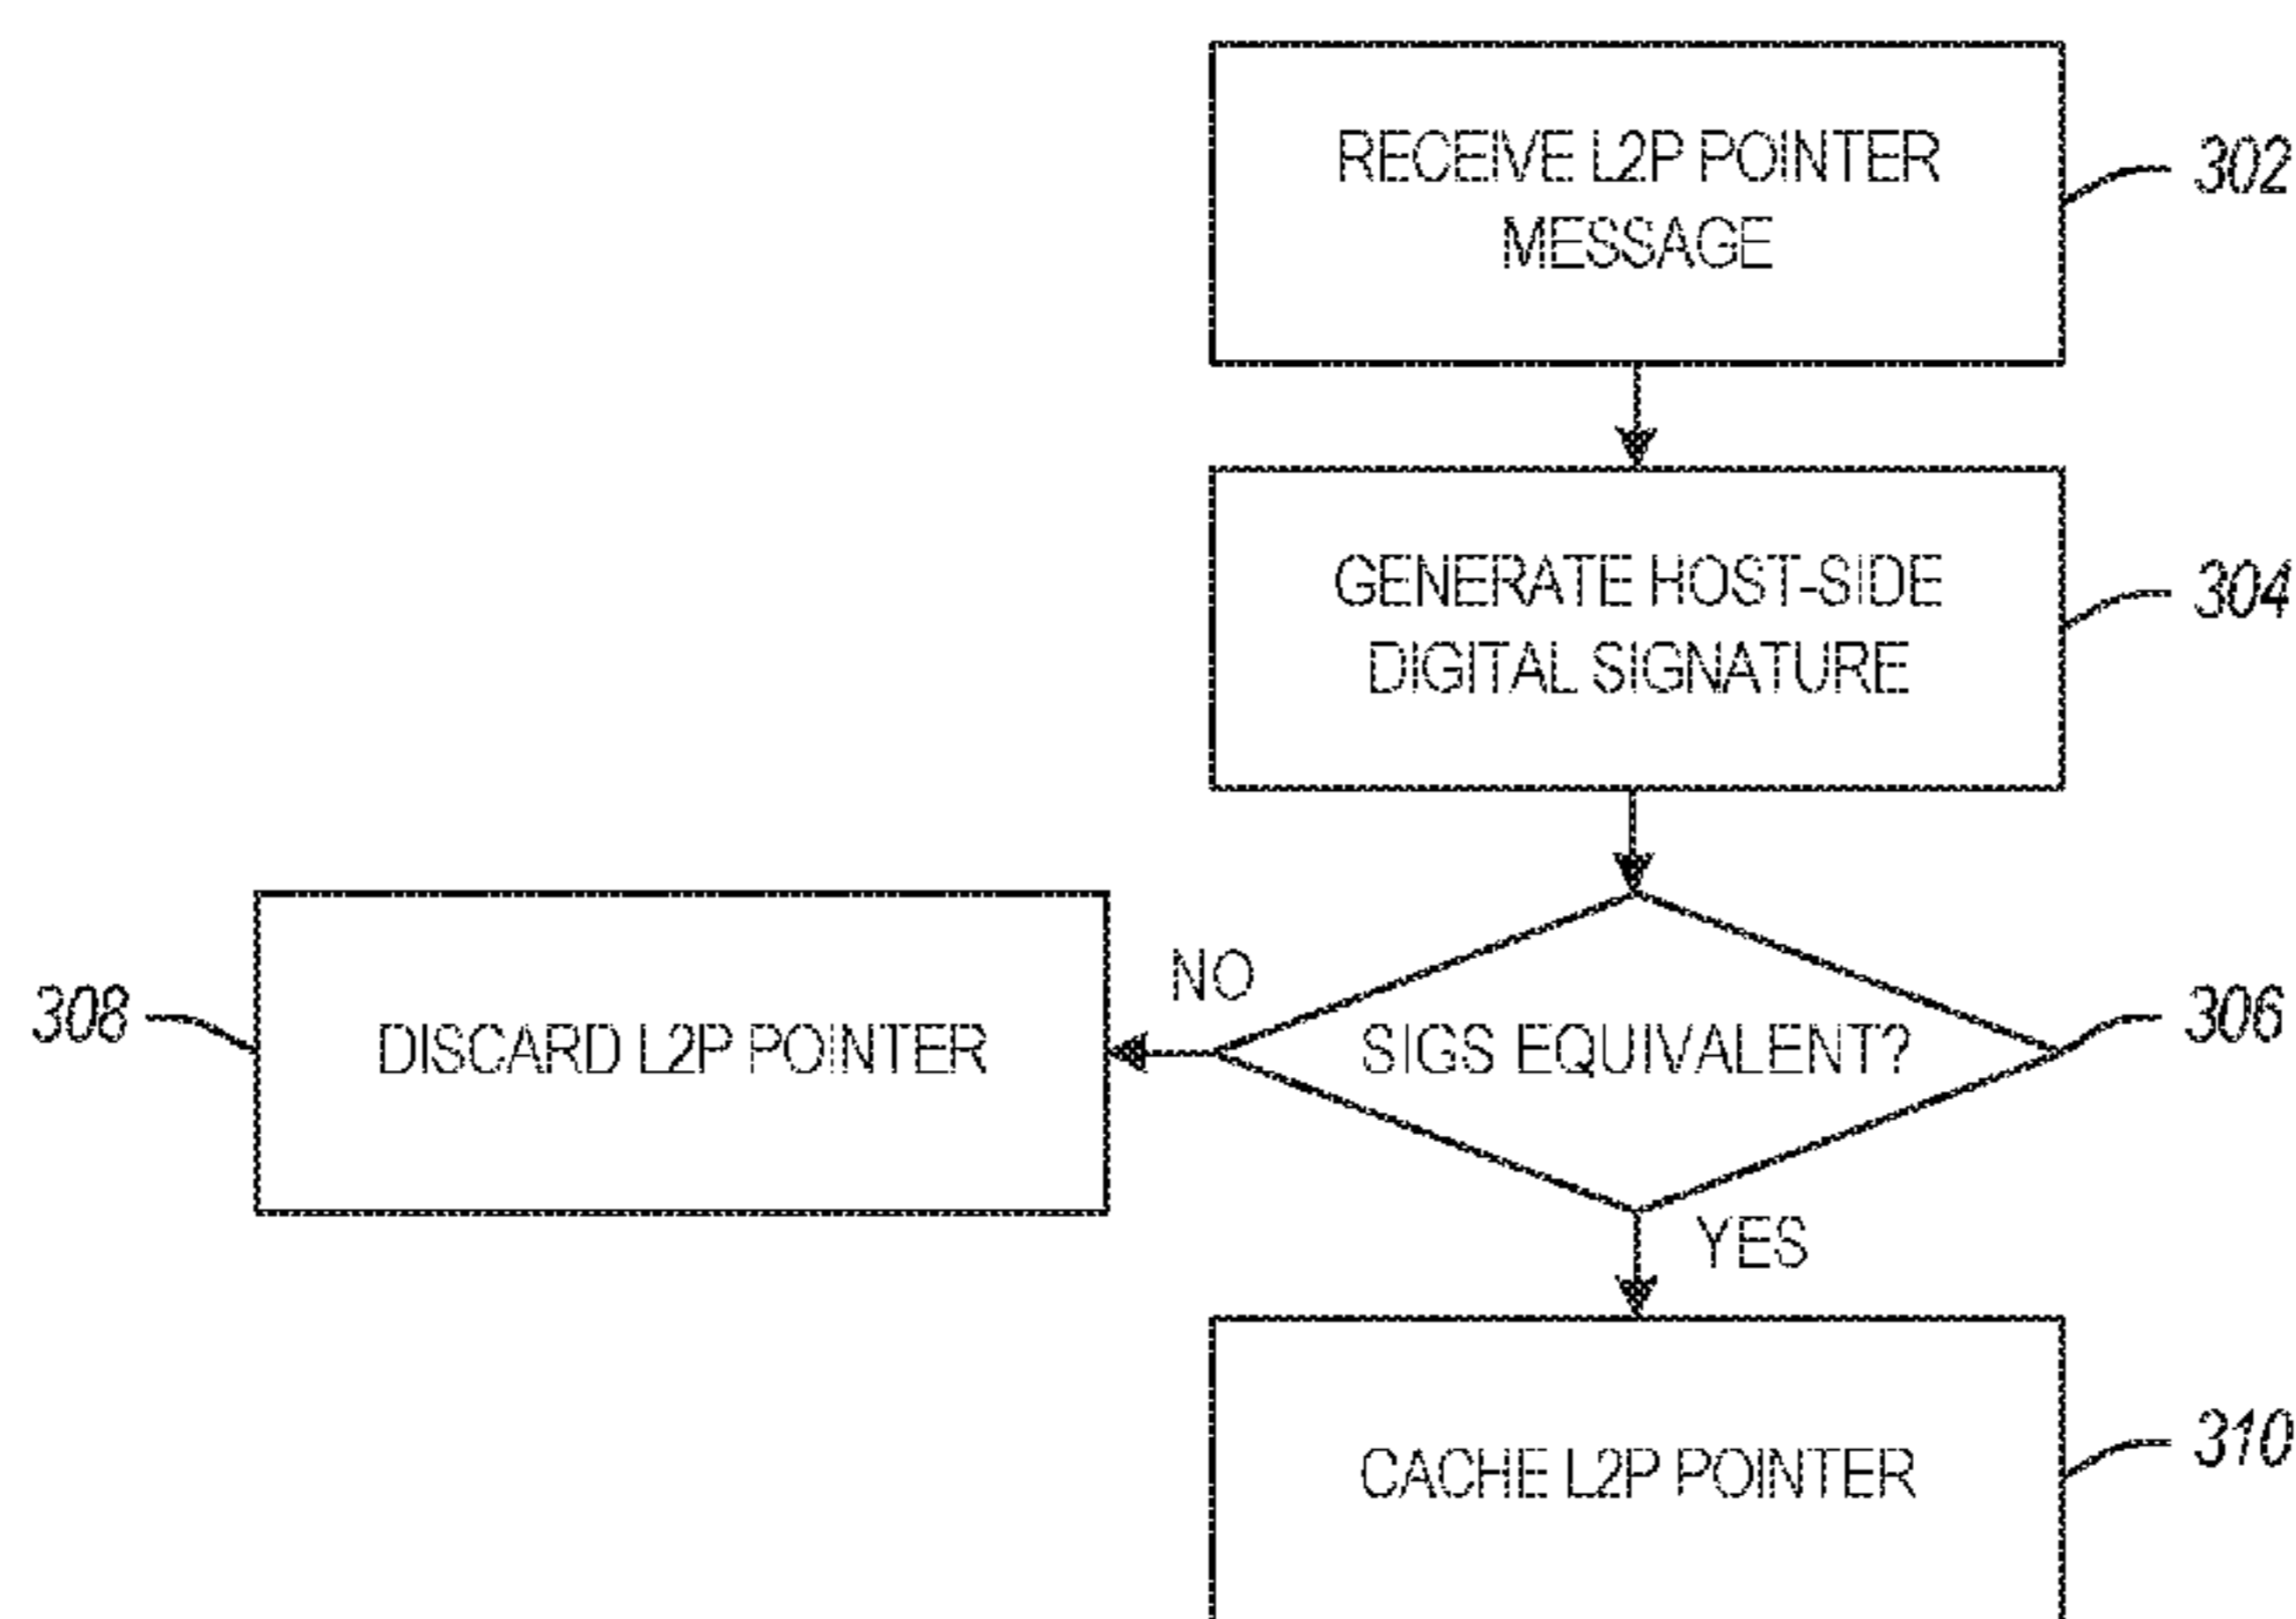 RECEIVE L2P POINTER
MESSAGE
302
GENERATE HOST-SIDE
DIGITAL SIGNATURE
304
NO
308
DISCARD L2P POINTER
SIGS EQUIVALENT?
306
YES
CACHE L2P POINTER
310